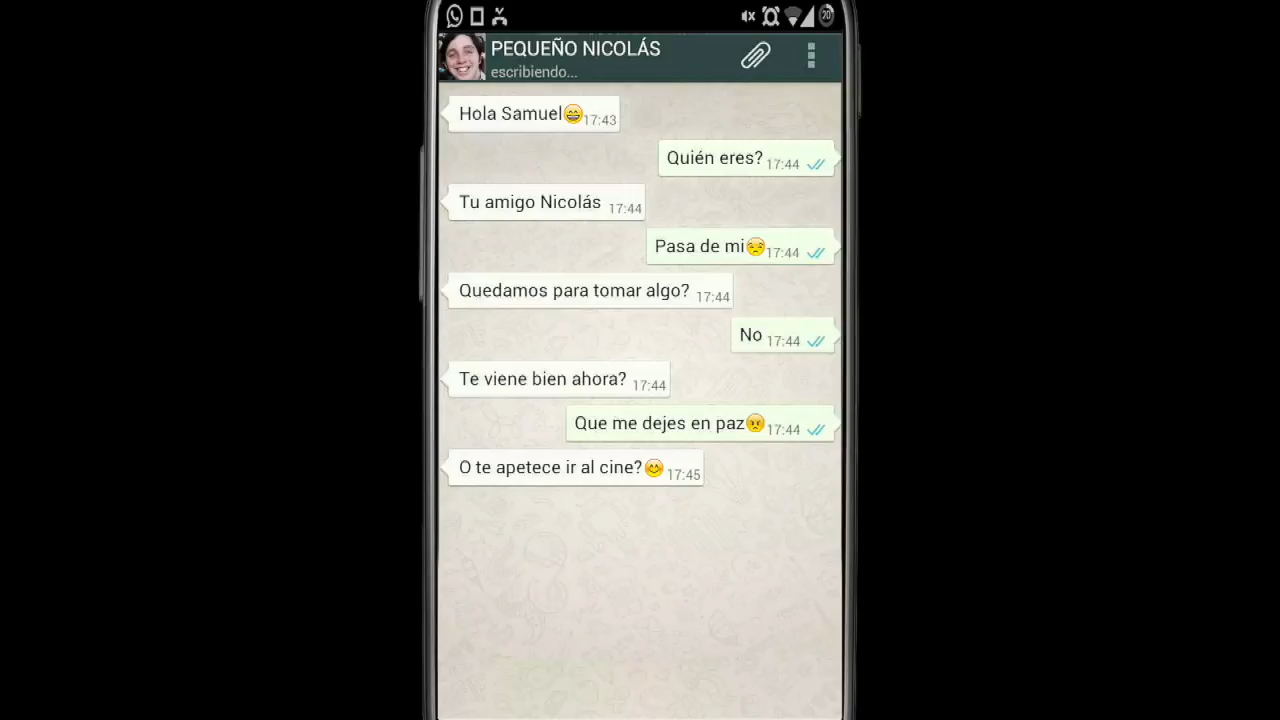 20
PEQUEÑO NICOLÁS
escribiendo...
Hola Samuel😁 17:43
Quién eres? 17:44
Tu amigo Nicolás 17:44
Pasa de mi😒 17:44
Quedamos para tomar algo? 17:44
No 17:44
Te viene bien ahora? 17:44
Que me dejes en paz😠 17:44
O te apetece ir al cine?😊 17:45